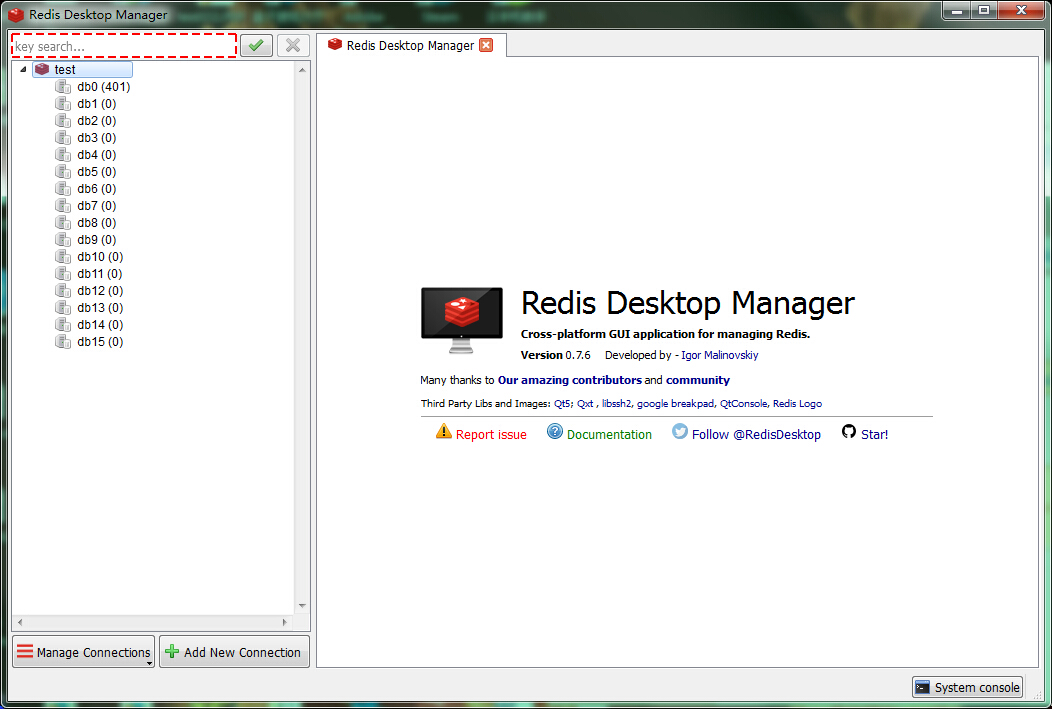 Redis Desktop Manager
key search...
Redis Desktop Manager
test
db0 (401)
db1 (0)
db2 (0)
db3 (0)
db4 (0)
db5 (0)
db6 (0)
db7 (0)
db8 (0)
db9 (0)
db10 (0)
db11 (0)
db12 (0)
db13 (0)
db14 (0)
db15 (0)
Redis Desktop Manager
Cross-platform GUI application for managing Redis.
Version 0.7.6 Developed by - Igor Malinovskiy
Many thanks to Our amazing contributors and community
Third Party Libs and Images: Qt5; Qxt , libssh2, google breakpad, QtConsole, Redis Logo
Report issue Documentation Follow @RedisDesktop Star!
Manage Connections Add New Connection
System console